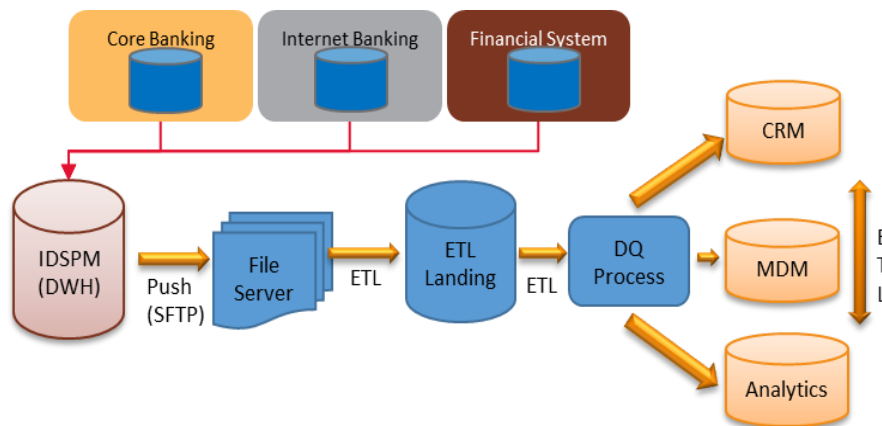 Core Banking
Internet Banking
Financial System
CRM
IDSPM
(DWH)
Push
(SFTP)
File
Server
ETL
ETL
Landing
ETL
DQ
Process
MDM
E
T
L
Analytics